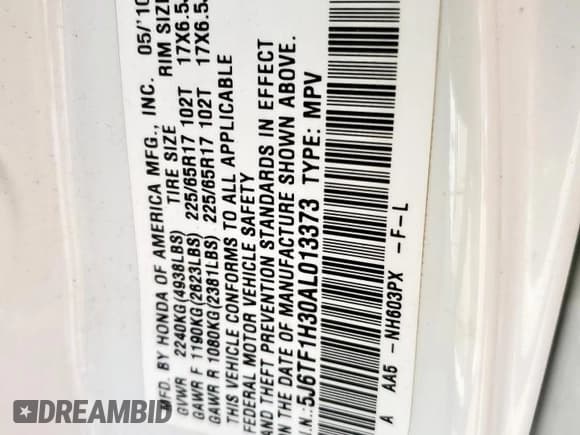 MFD. BY HONDA OF AMERICA MFG., INC. 05/10
TIRE SIZE RIM SIZE
GVWR 2240KG(4938LBS)
GAWR F 1190KG(2623LBS) 225/65R17 102T 17X6.5J
GAWR R 1080KG(2381LBS) 225/65R17 102T 17X6.5J
THIS VEHICLE CONFORMS TO ALL APPLICABLE
FEDERAL MOTOR VEHICLE SAFETY
AND THEFT PREVENTION STANDARDS IN EFFECT
ON THE DATE OF MANUFACTURE SHOWN ABOVE.
I.N.:5J6TF1H30AL013373 TYPE: MPV
A AA5 -NH603PX -F-L
DREAMBID